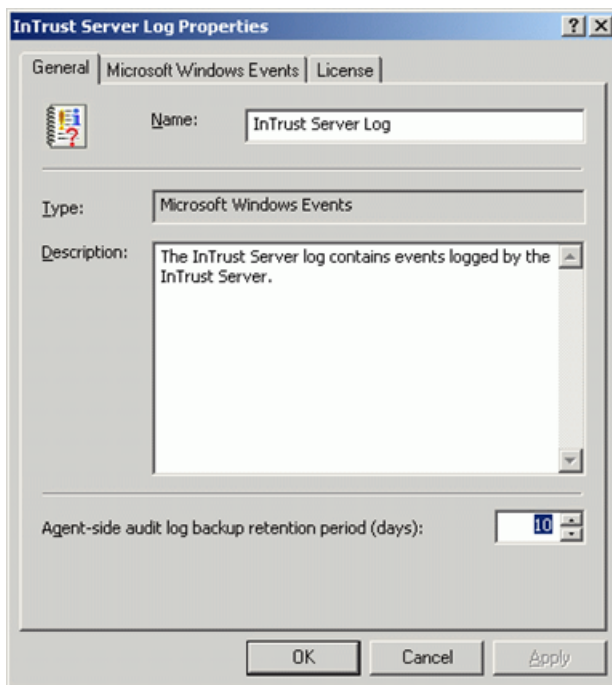 InTrust Server Log Properties
General Microsoft Windows Events License
Name: InTrust Server Log
Type: Microsoft Windows Events
Description: The InTrust Server log contains events logged by the
InTrust Server.
Agent-side audit log backup retention period (days): 10
OK Cancel Apply